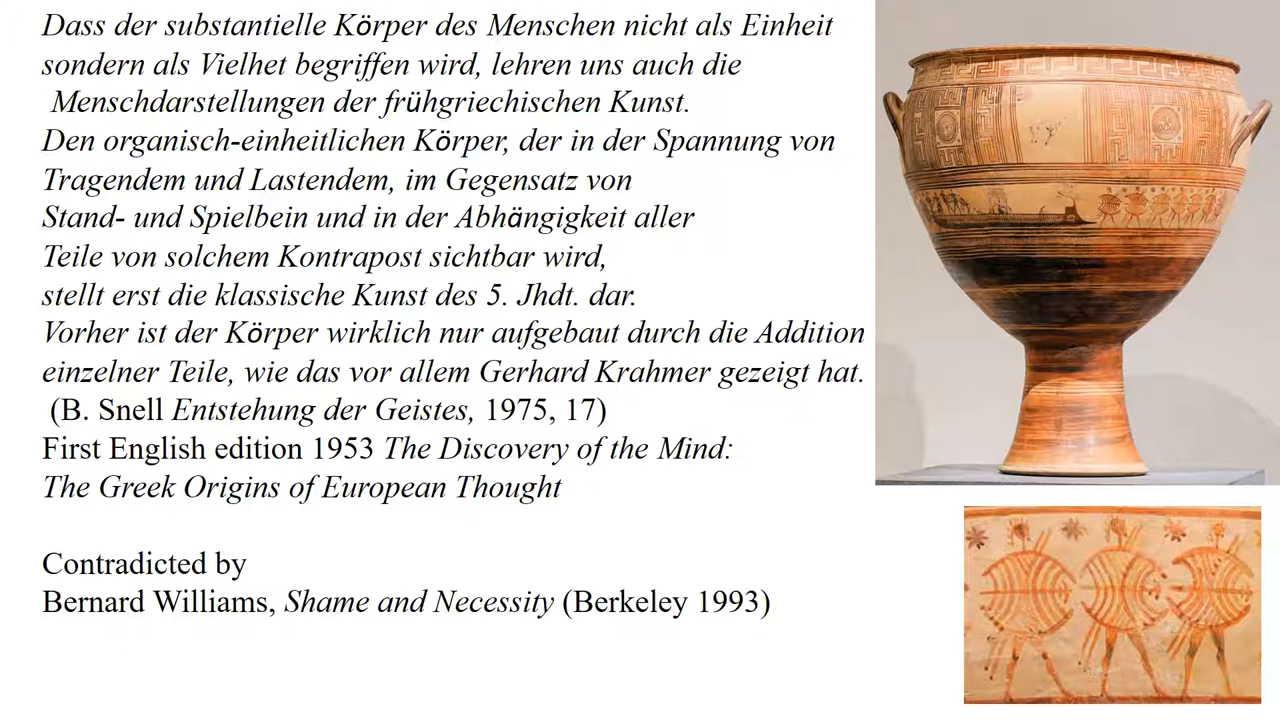 Dass der substantielle Körper des Menschen nicht als Einheit
sondern als Vielhet begriffen wird, lehren uns auch die
Menschdarstellungen der frühgriechischen Kunst.
Den organisch-einheitlichen Körper, der in der Spannung von
Tragendem und Lastendem, im Gegensatz von
Stand- und Spielbein und in der Abhängigkeit aller
Teile von solchem Kontrapost sichtbar wird,
stellt erst die klassische Kunst des 5. Jhdt. dar.
Vorher ist der Körper wirklich nur aufgebaut durch die Addition
einzelner Teile, wie das vor allem Gerhard Krahmer gezeigt hat.
(B. Snell Entstehung der Geistes, 1975, 17)
First English edition 1953 The Discovery of the Mind:
The Greek Origins of European Thought
Contradicted by
Bernard Williams, Shame and Necessity (Berkeley 1993)